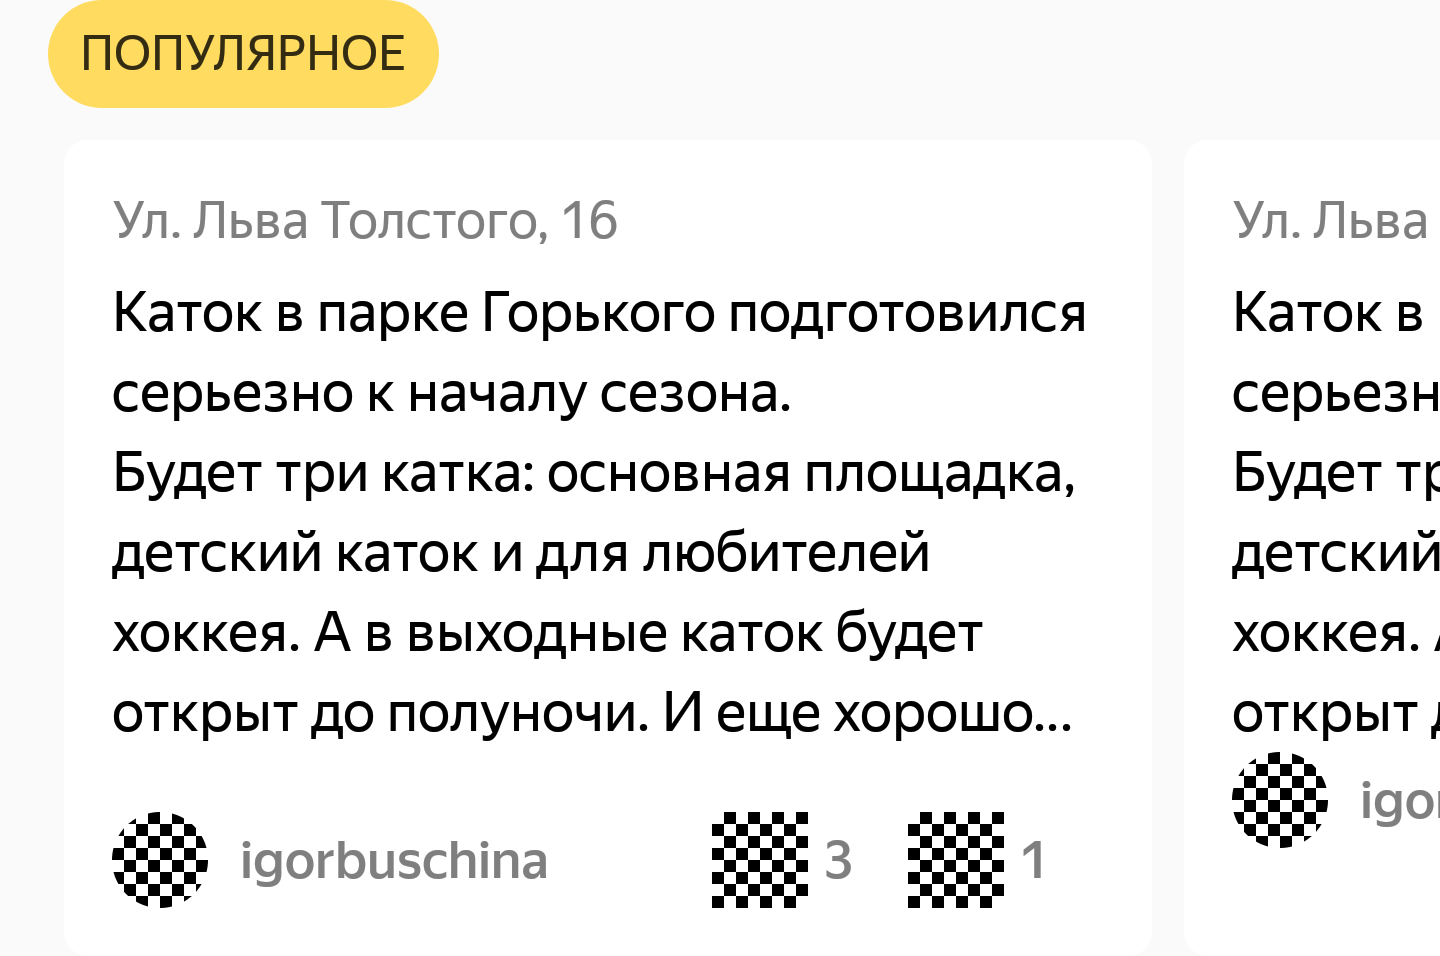 ПОПУЛЯРНОЕ
Ул. Льва Толстого, 16
Каток в парке Горького подготовился
серьезно к началу сезона.
Будет три катка: основная площадка,
детский каток и для любителей
хоккея. А в выходные каток будет
открыт до полуночи. И еще хорошо...
igorbuschina
3
1
Ул. Льва
Каток в
серьезн
Будет тр
детский
хоккея.
открыт
igor